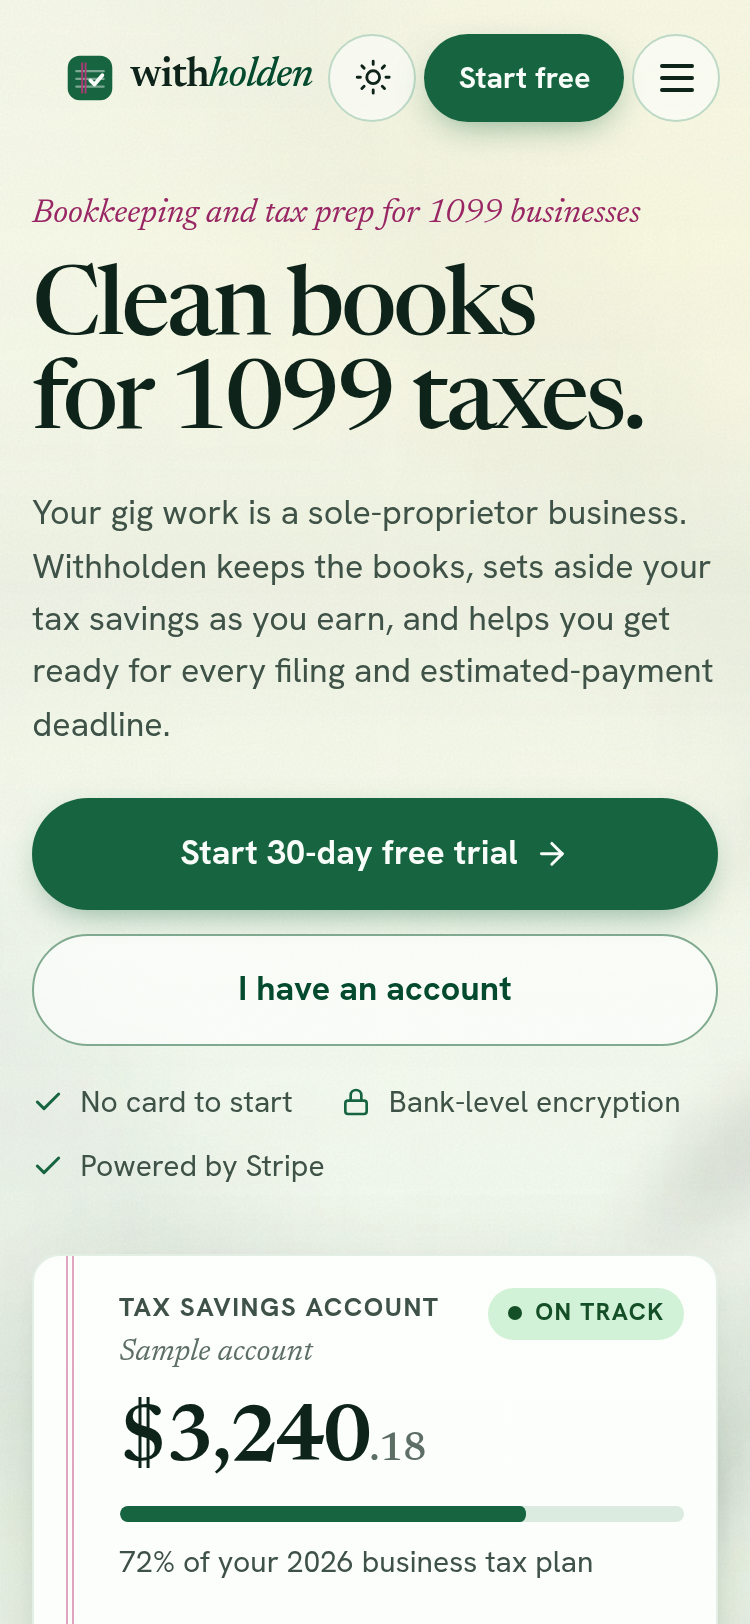 withholden
Start free
Bookkeeping and tax prep for 1099 businesses
Clean books
for 1099 taxes.
Your gig work is a sole-proprietor business.
Withholden keeps the books, sets aside your
tax savings as you earn, and helps you get
ready for every filing and estimated-payment
deadline.
Start 30-day free trial
I have an account
No card to start
Bank-level encryption
Powered by Stripe
TAX SAVINGS ACCOUNT
ON TRACK
Sample account
$3,240.18
72% of your 2026 business tax plan